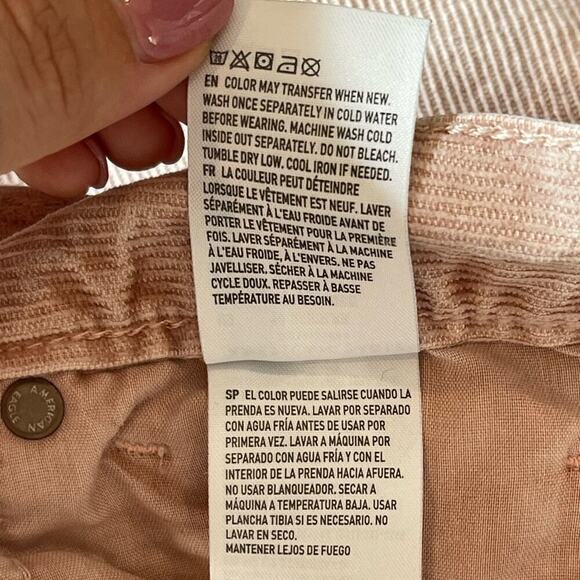 EN COLOR MAY TRANSFER WHEN NEW.
WASH ONCE SEPARATELY IN COLD WATER
BEFORE WEARING. MACHINE WASH COLD
INSIDE OUT SEPARATELY. DO NOT BLEACH.
TUMBLE DRY LOW. COOL IRON IF NEEDED.
FR LA COULEUR PEUT DÉTEINDRE
LORSQUE LE VÊTEMENT EST NEUF. LAVER
SÉPARÉMENT À L'EAU FROIDE AVANT DE
PORTER LE VÊTEMENT POUR LA PREMIÈRE
FOIS. LAVER SÉPARÉMENT À LA MACHINE
À L'EAU FROIDE, À L'ENVERS. NE PAS
JAVELLISER. SÉCHER À LA MACHINE
CYCLE DOUX. REPASSER À BASSE
TEMPÉRATURE AU BESOIN.
SP EL COLOR PUEDE SALIRSE CUANDO LA
PRENDA ES NUEVA. LAVAR POR SEPARADO
CON AGUA FRÍA ANTES DE USAR POR
PRIMERA VEZ. LAVAR A MÁQUINA POR
SEPARADO CON AGUA FRÍA Y CON EL
INTERIOR DE LA PRENDA HACIA AFUERA.
NO USAR BLANQUEADOR. SECAR A
MÁQUINA A TEMPERATURA BAJA. USAR
PLANCHA TIBIA SI ES NECESARIO. NO
LAVAR EN SECO.
MANTENER LEJOS DE FUEGO
AMERICAN
EAGLE